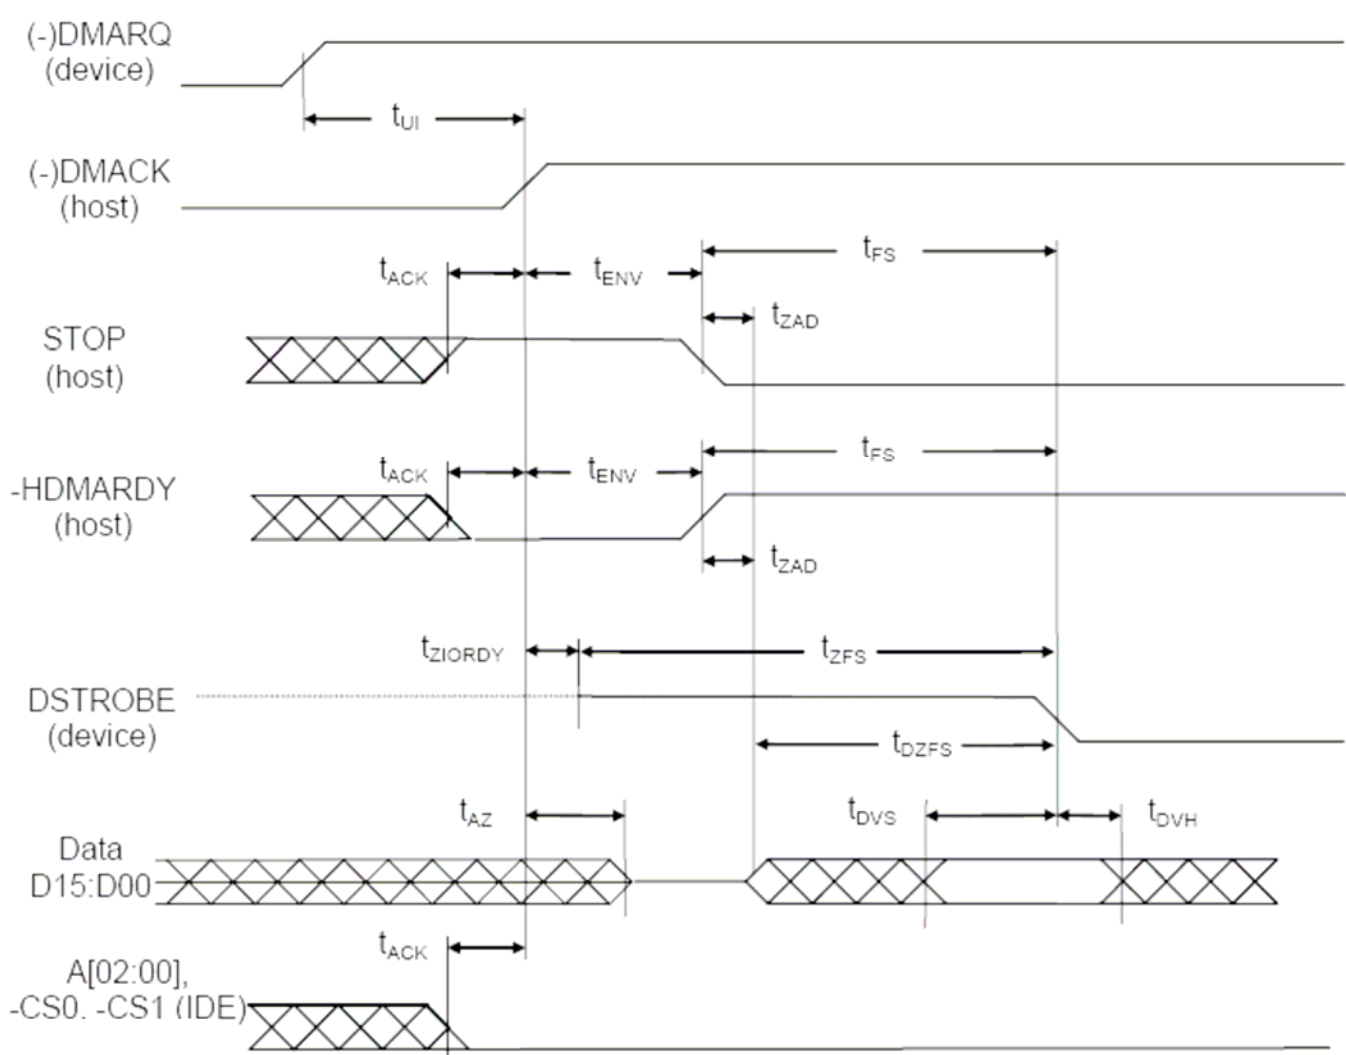 (-)DMARQ
(device)
tUI
(-)DMACK
(host)
tFS
tACK tENV
tZAD
STOP
(host)
tFS
tACK tENV
-HDMARDY
(host)
tZAD
tZIORDY tZFS
DSTROBE
(device)
tDZFS
tAZ tDVS tDVH
Data
D15:D00
tACK
A[02:00],
-CS0, -CS1 (IDE)